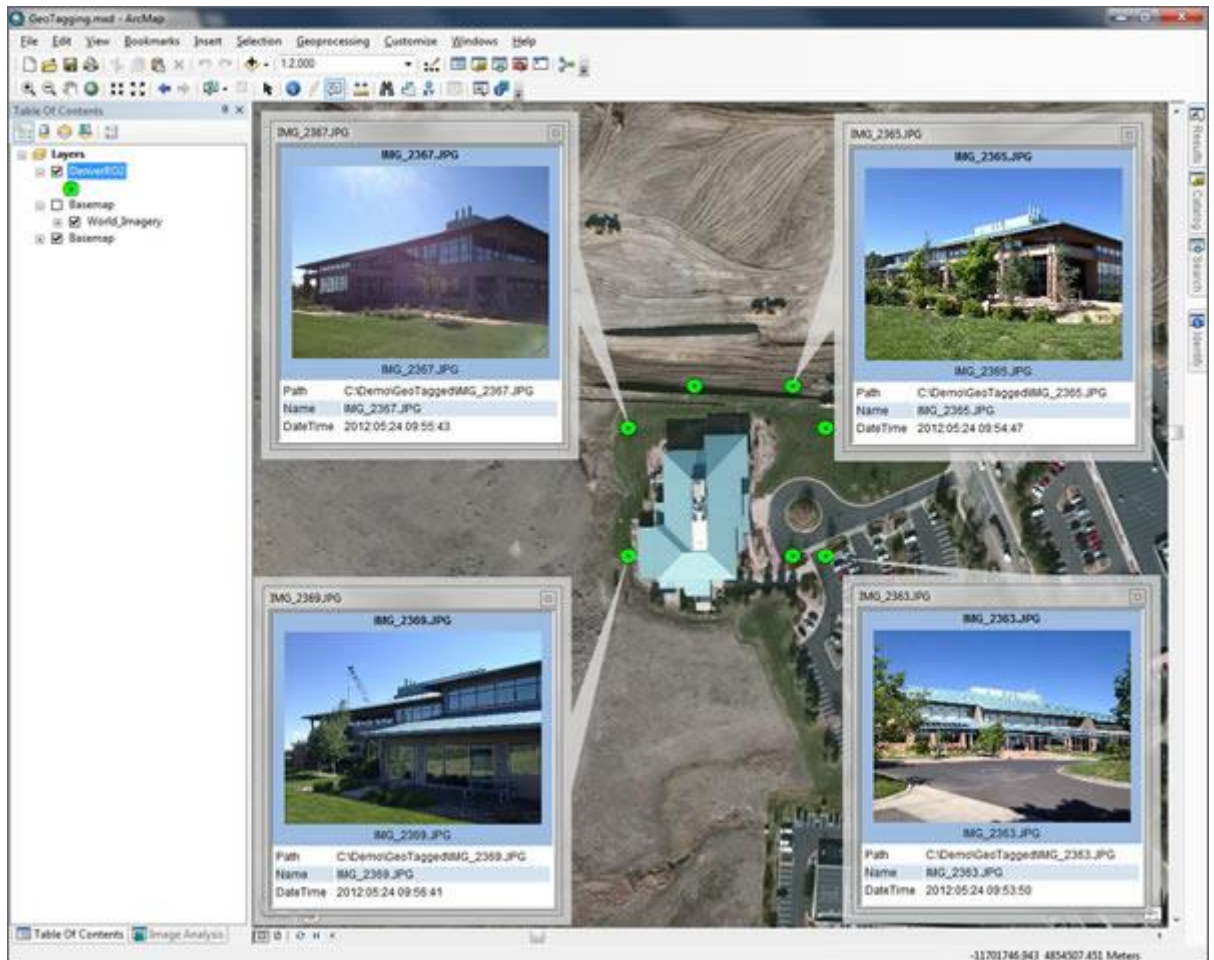 GeoTagging.mxd - ArcMap
File Edit View Bookmarks Insert Selection Geoprocessing Customize Windows Help
1:2,000
Table Of Contents
Layers
DenverRO2
Basemap
World_Imagery
Basemap
IMG_2367.JPG
IMG_2367.JPG
IMG_2367.JPG
Path C:\Demo\GeoTagged\IMG_2367.JPG
Name IMG_2367.JPG
DateTime 2012:05:24 09:55:43
IMG_2365.JPG
IMG_2365.JPG
IMG_2365.JPG
Path C:\Demo\GeoTagged\IMG_2365.JPG
Name IMG_2365.JPG
DateTime 2012:05:24 09:54:47
IMG_2369.JPG
IMG_2369.JPG
IMG_2369.JPG
Path C:\Demo\GeoTagged\IMG_2369.JPG
Name IMG_2369.JPG
DateTime 2012:05:24 09:56:41
IMG_2363.JPG
IMG_2363.JPG
IMG_2363.JPG
Path C:\Demo\GeoTagged\IMG_2363.JPG
Name IMG_2363.JPG
DateTime 2012:05:24 09:53:50
Results
Catalog
Search
Identify
Table Of Contents Image Analysis
-11701746.943 4854507.451 Meters